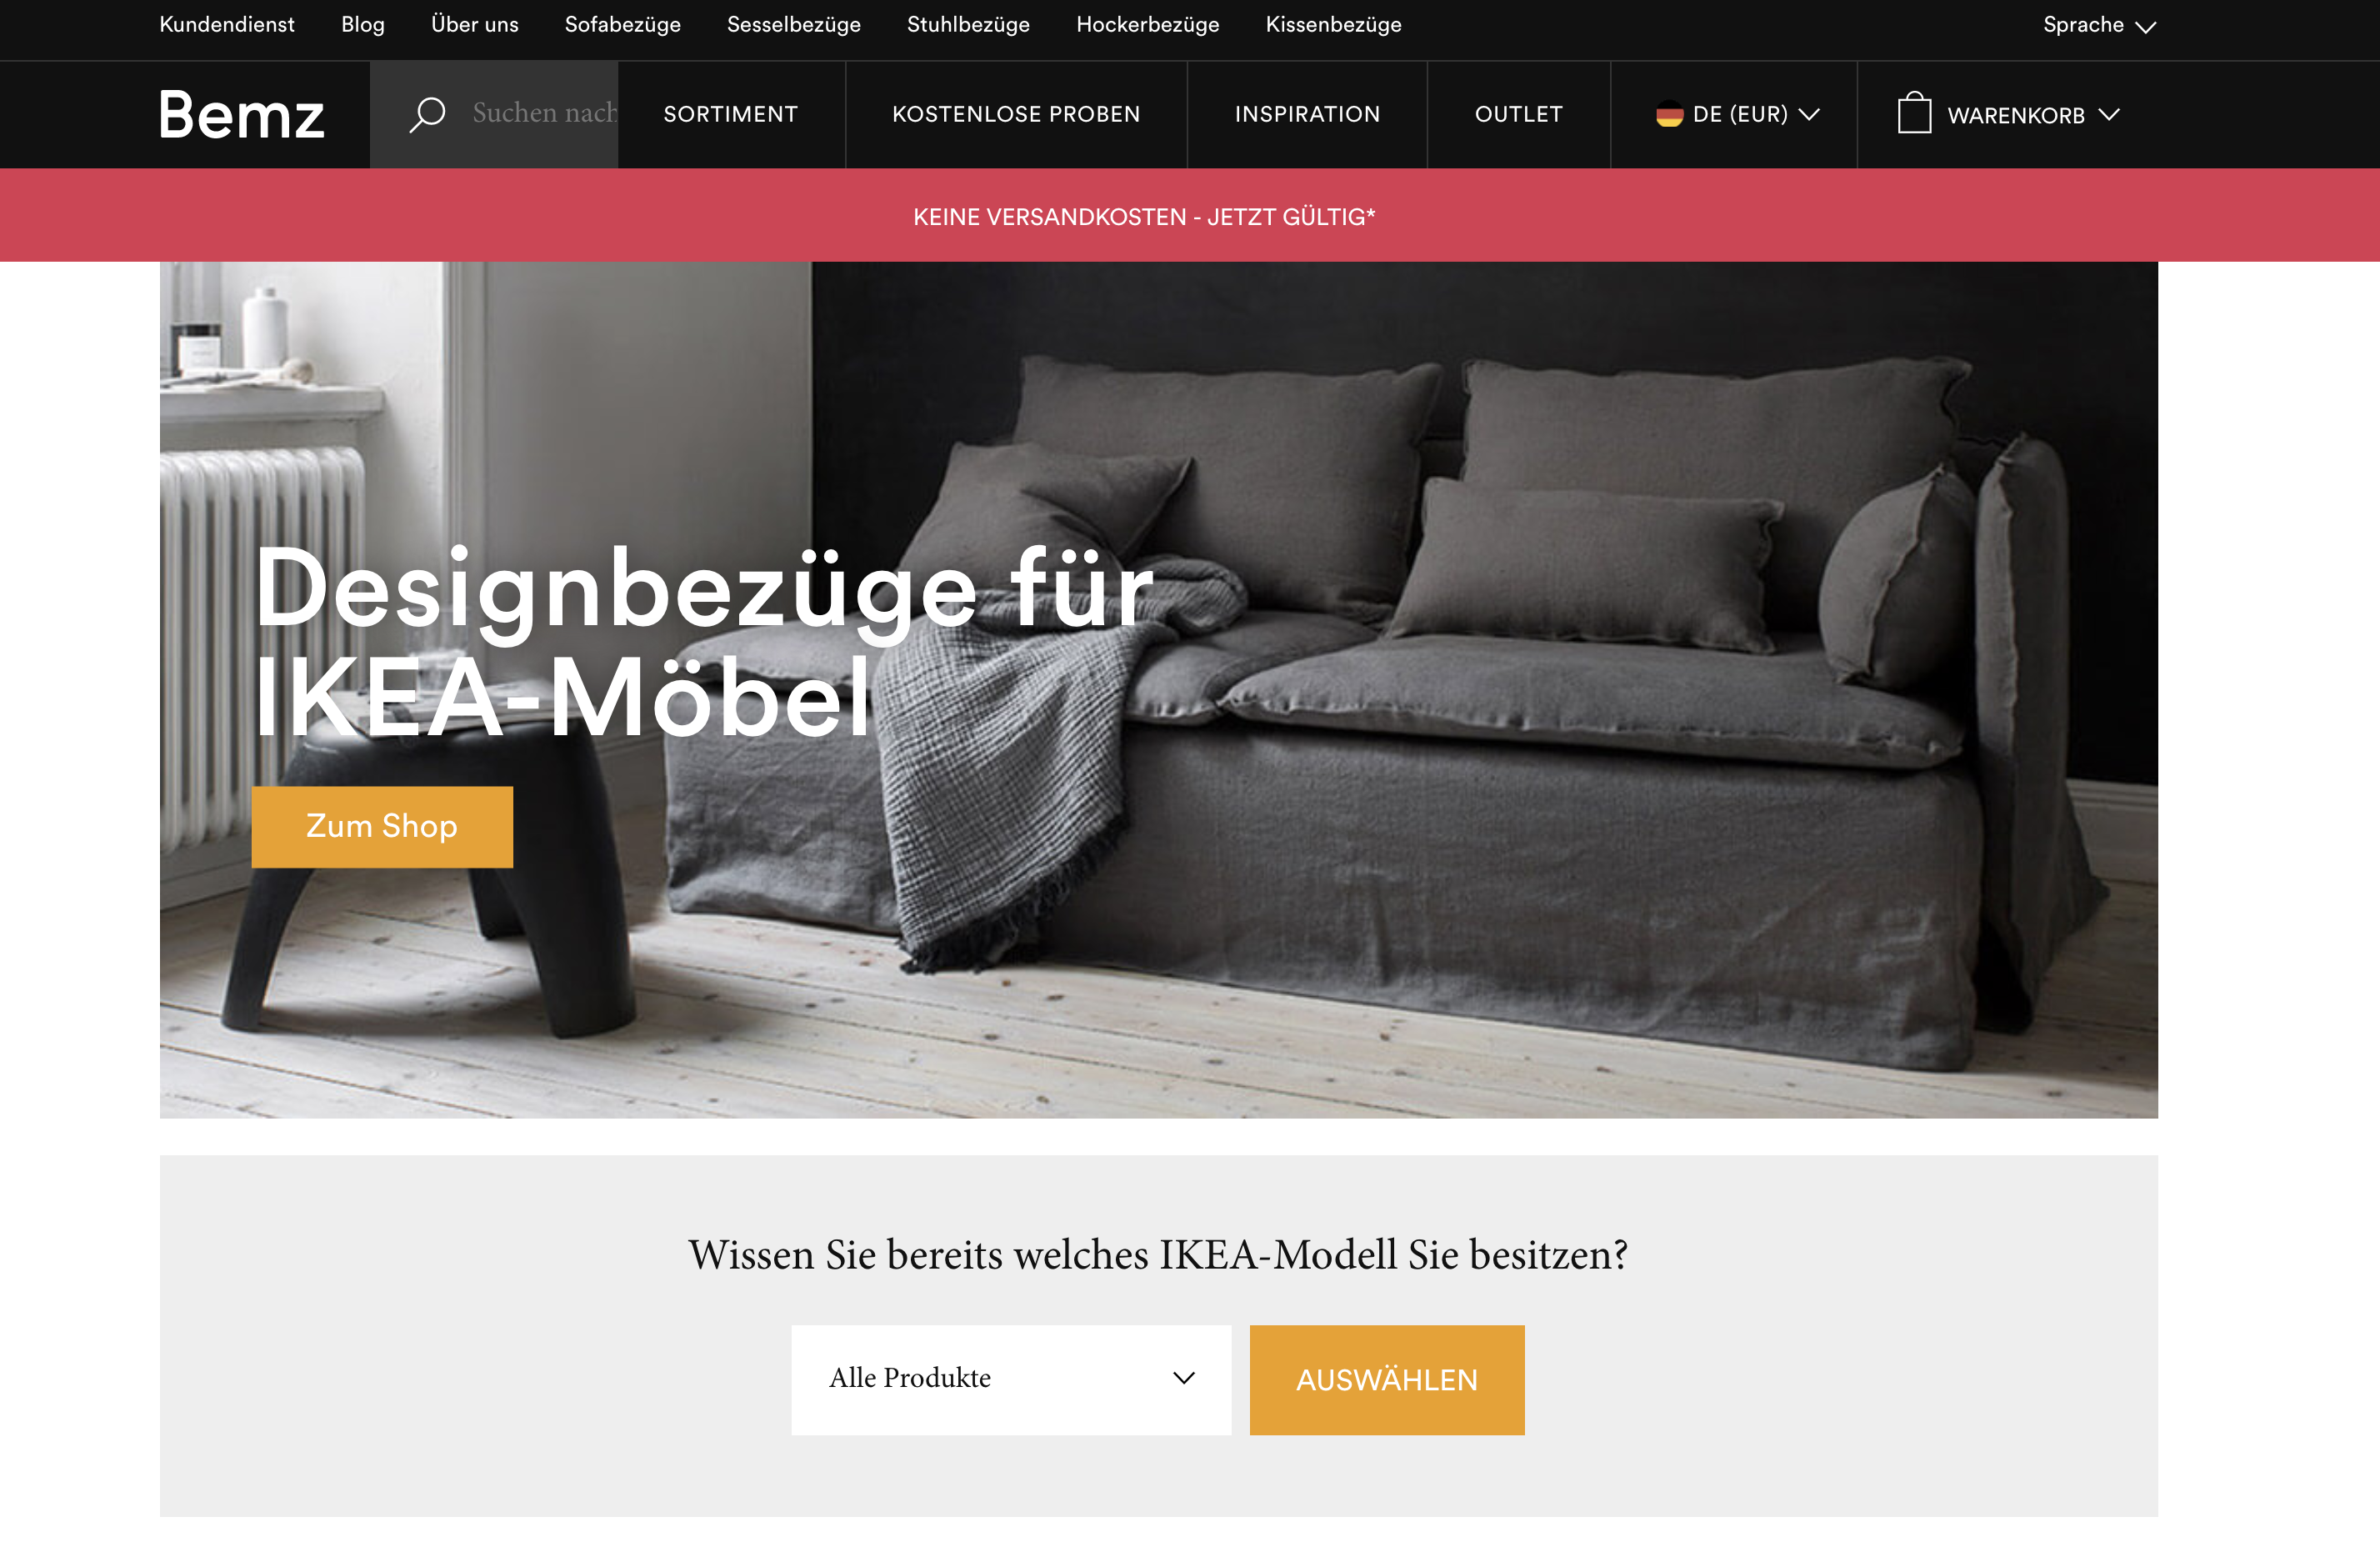 Kundendienst Blog Über uns Sofabezüge Sesselbezüge Stuhlbezüge Hockerbezüge Kissenbezüge Sprache
Bemz Suchen nach SORTIMENT KOSTENLOSE PROBEN INSPIRATION OUTLET DE (EUR) WARENKORB
KEINE VERSANDKOSTEN - JETZT GÜLTIG*
Designbezüge für
IKEA-Möbel
Zum Shop
Wissen Sie bereits welches IKEA-Modell Sie besitzen?
Alle Produkte AUSWÄHLEN